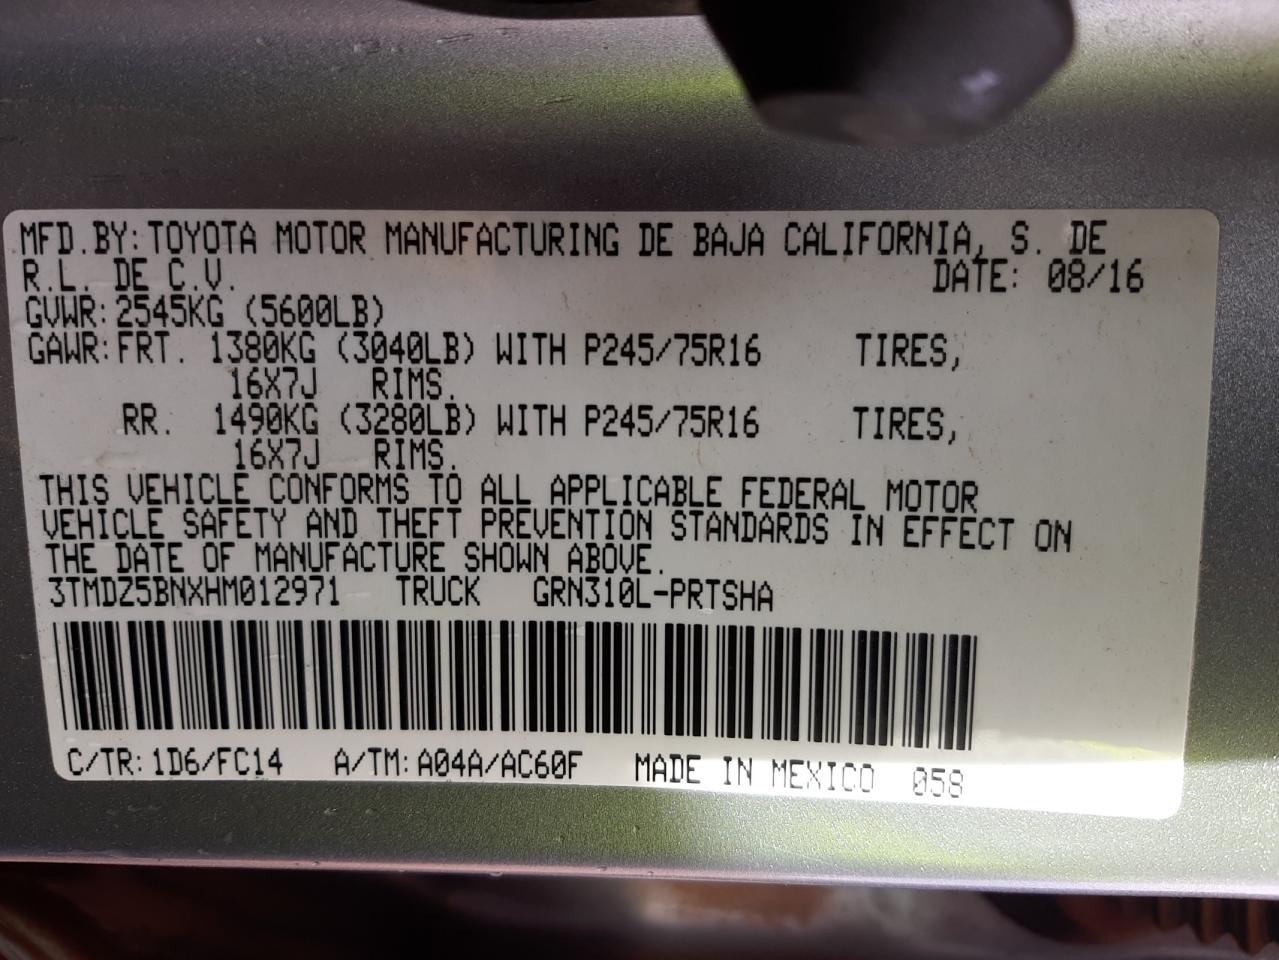 MFD.BY:TOYOTA MOTOR MANUFACTURING DE BAJA CALIFORNIA, S. DE
R.L. DE C.V. DATE: 08/16
GVWR:2545KG (5600LB)
GAWR:FRT. 1380KG (3040LB) WITH P245/75R16 TIRES,
16X7J RIMS.
RR. 1490KG (3280LB) WITH P245/75R16 TIRES,
16X7J RIMS.
THIS VEHICLE CONFORMS TO ALL APPLICABLE FEDERAL MOTOR
VEHICLE SAFETY AND THEFT PREVENTION STANDARDS IN EFFECT ON
THE DATE OF MANUFACTURE SHOWN ABOVE.
3TMDZ5BNXHM012971 TRUCK GRN310L-PRTSHA
C/TR:1D6/FC14 A/TM:A04A/AC60F MADE IN MEXICO 058